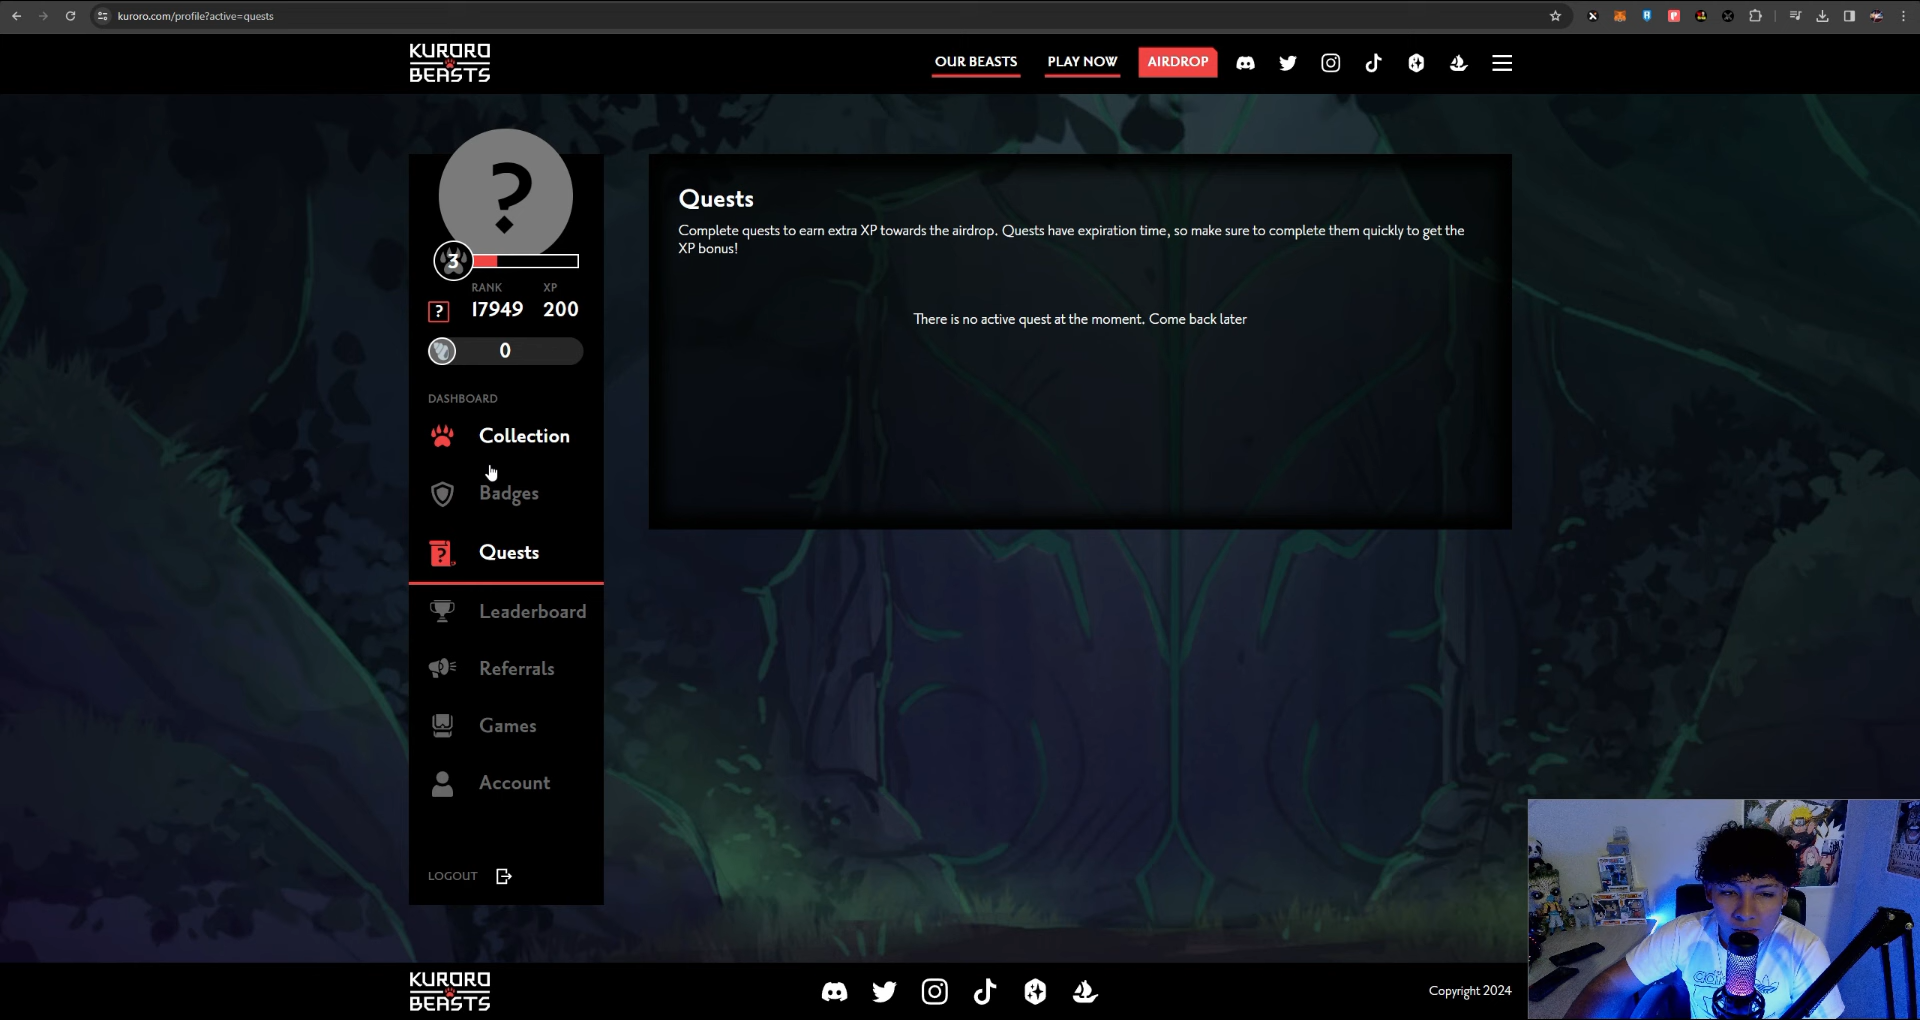 kuroro.com/profile?active=quests
KURORO
BEASTS
OUR BEASTS
PLAY NOW
AIRDROP
?
3
RANK
XP
?
17949
200
0
DASHBOARD
Collection
Badges
Quests
Leaderboard
Referrals
Games
Account
LOGOUT
Quests
Complete quests to earn extra XP towards the airdrop. Quests have expiration time, so make sure to complete them quickly to get the
XP bonus!
There is no active quest at the moment. Come back later
KURORO
BEASTS
Copyright 2024
adidas